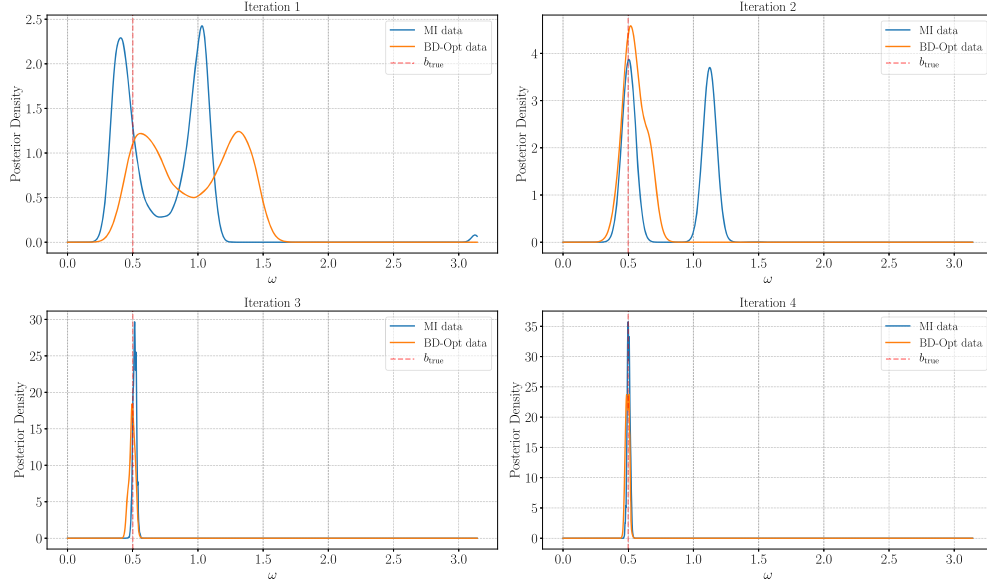 Iteration 1
Posterior Density
2.5
2.0
1.5
1.0
0.5
0.0
0.0 0.5 1.0 1.5 2.0 2.5 3.0
ω
MI data
BD-Opt data
b_true
Iteration 2
Posterior Density
4
3
2
1
0
0.0 0.5 1.0 1.5 2.0 2.5 3.0
ω
MI data
BD-Opt data
b_true
Iteration 3
Posterior Density
30
25
20
15
10
5
0
0.0 0.5 1.0 1.5 2.0 2.5 3.0
ω
MI data
BD-Opt data
b_true
Iteration 4
Posterior Density
35
30
25
20
15
10
5
0
0.0 0.5 1.0 1.5 2.0 2.5 3.0
ω
MI data
BD-Opt data
b_true